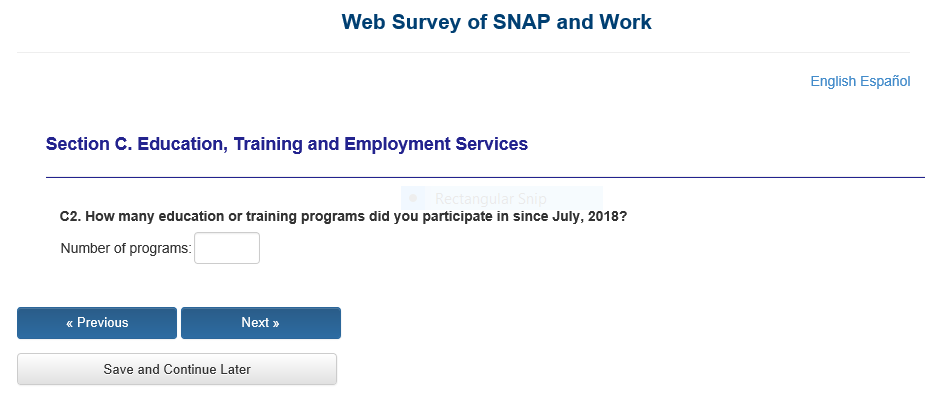 Web Survey of SNAP and Work
English Español
Section C. Education, Training and Employment Services
Rectangular Snip
C2. How many education or training programs did you participate in since July, 2018?
Number of programs:
« Previous
Next »
Save and Continue Later